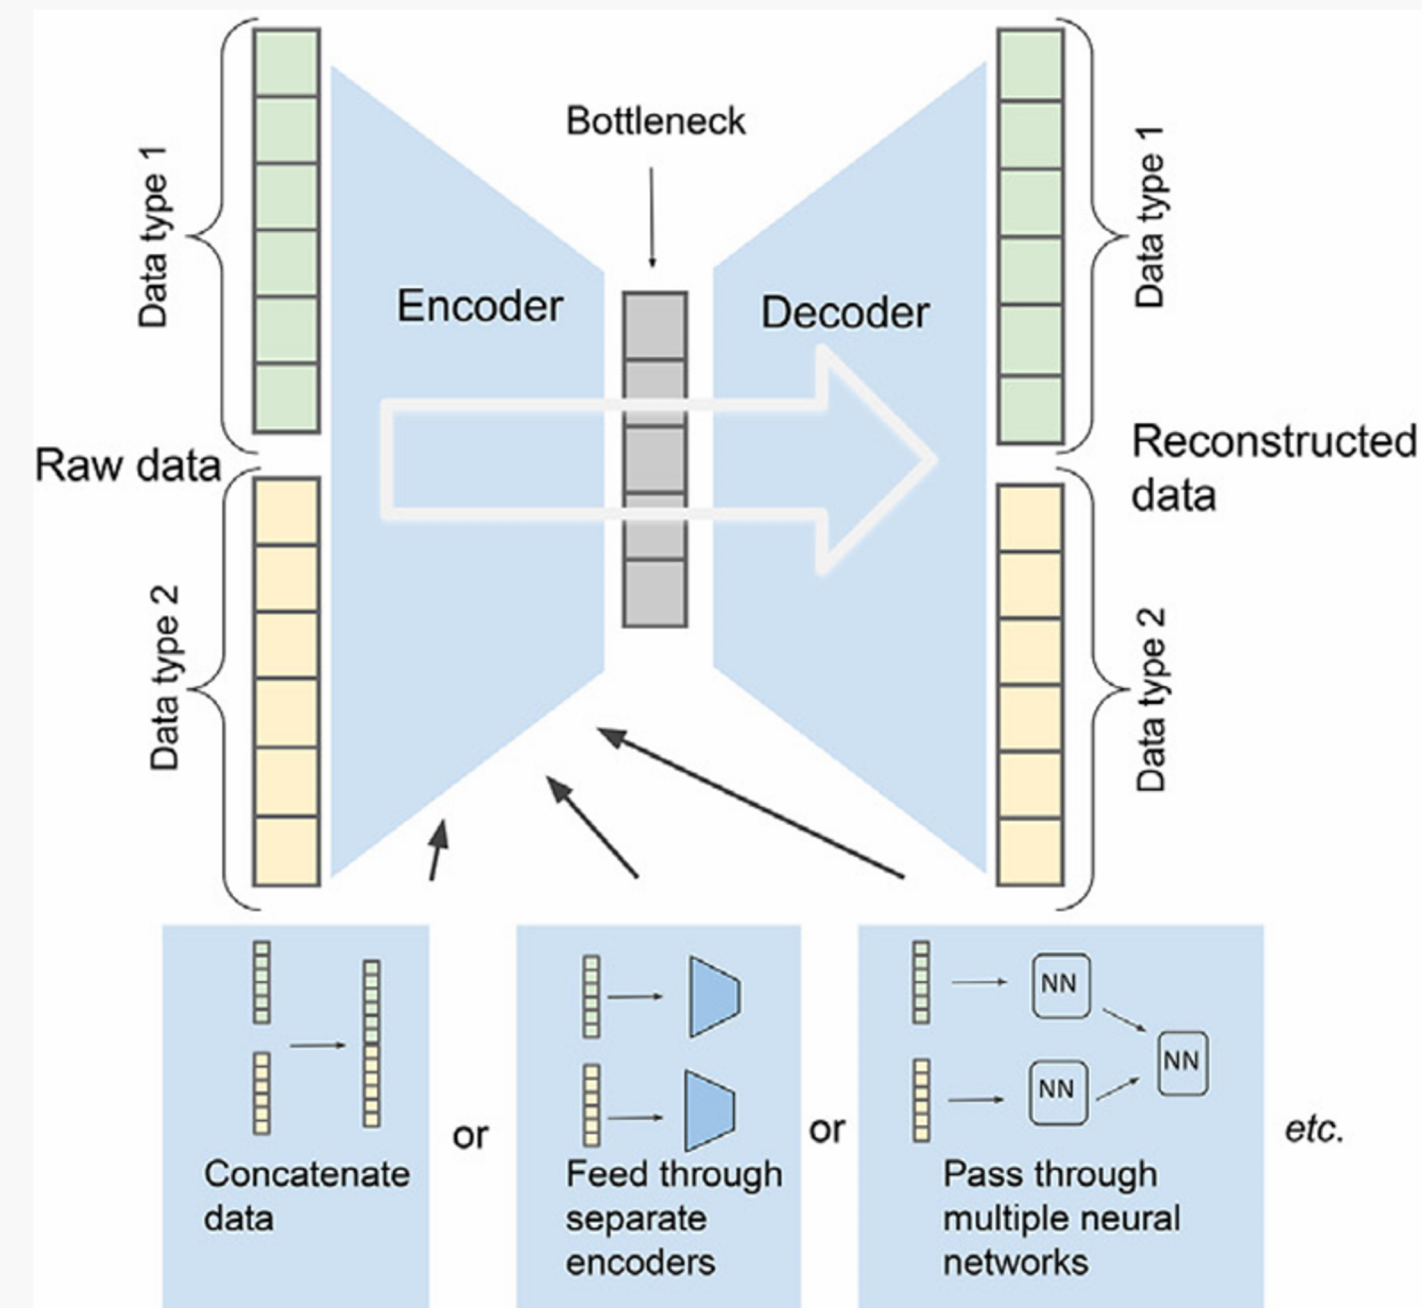 Bottleneck
Data type 1
Data type 1
Encoder
Decoder
Raw data
Reconstructed
data
Data type 2
Data type 2
NN
NN
NN
or
or
etc.
Concatenate
data
Feed through
separate
encoders
Pass through
multiple neural
networks